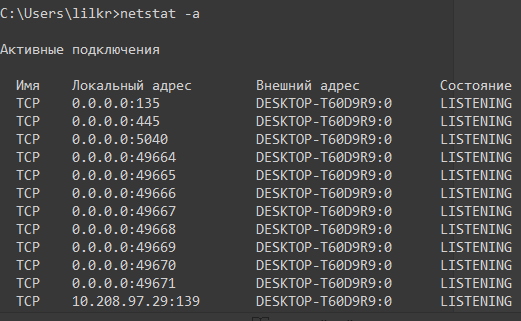 C:\Users\lilkr>netstat -a
Активные подключения
Имя Локальный адрес Внешний адрес Состояние
TCP 0.0.0.0:135 DESKTOP-T60D9R9:0 LISTENING
TCP 0.0.0.0:445 DESKTOP-T60D9R9:0 LISTENING
TCP 0.0.0.0:5040 DESKTOP-T60D9R9:0 LISTENING
TCP 0.0.0.0:49664 DESKTOP-T60D9R9:0 LISTENING
TCP 0.0.0.0:49665 DESKTOP-T60D9R9:0 LISTENING
TCP 0.0.0.0:49666 DESKTOP-T60D9R9:0 LISTENING
TCP 0.0.0.0:49667 DESKTOP-T60D9R9:0 LISTENING
TCP 0.0.0.0:49668 DESKTOP-T60D9R9:0 LISTENING
TCP 0.0.0.0:49669 DESKTOP-T60D9R9:0 LISTENING
TCP 0.0.0.0:49670 DESKTOP-T60D9R9:0 LISTENING
TCP 0.0.0.0:49671 DESKTOP-T60D9R9:0 LISTENING
TCP 10.208.97.29:139 DESKTOP-T60D9R9:0 LISTENING